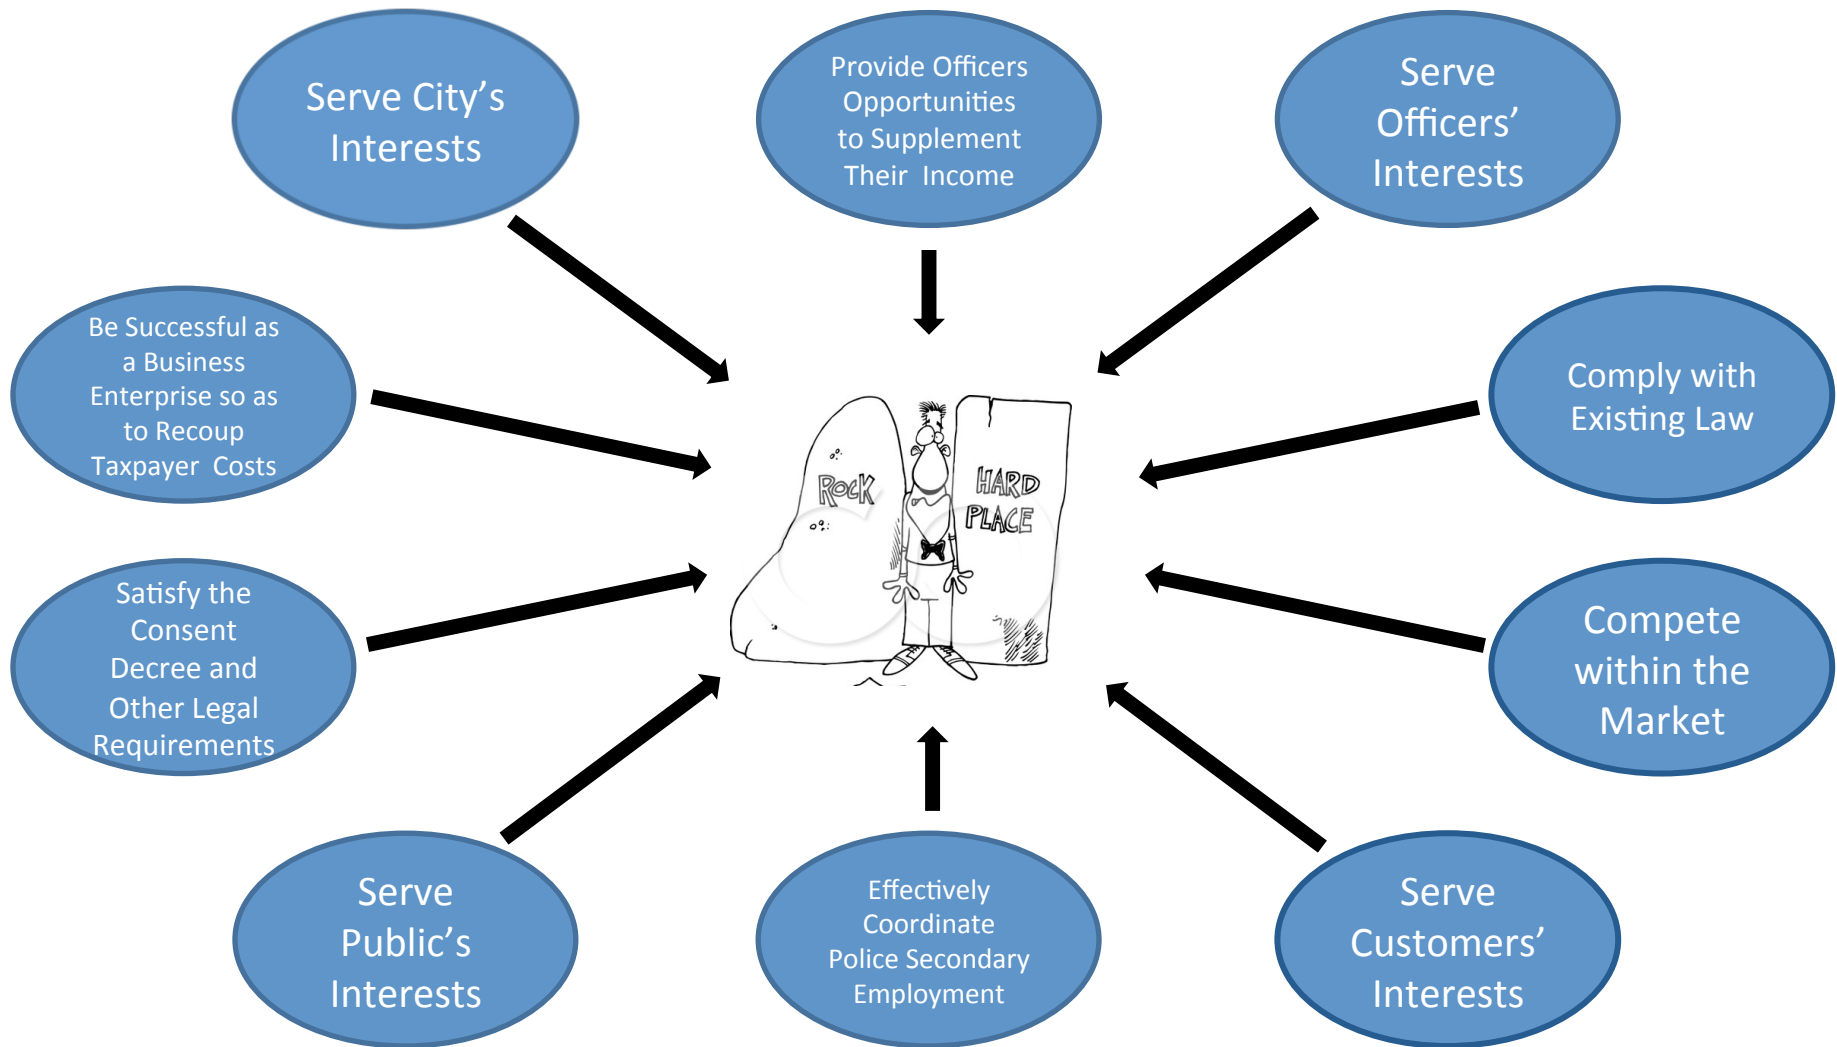 Serve City’s
Interests
Provide Officers
Opportunities
to Supplement
Their Income
Serve
Officers’
Interests
Be Successful as
a Business
Enterprise so as
to Recoup
Taxpayer Costs
Comply with
Existing Law
ROCK
HARD
PLACE
Satisfy the
Consent
Decree and
Other Legal
Requirements
Compete
within the
Market
Serve
Public’s
Interests
Effectively
Coordinate
Police Secondary
Employment
Serve
Customers’
Interests